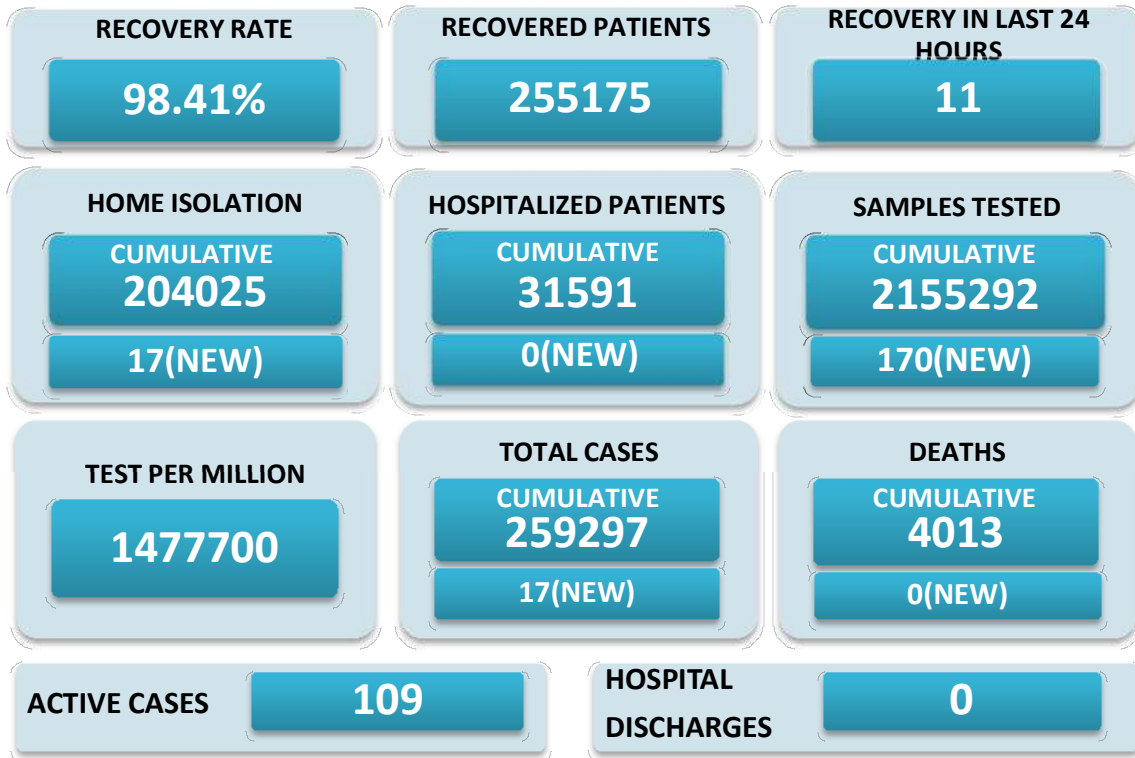 RECOVERY RATE
98.41%
RECOVERED PATIENTS
255175
RECOVERY IN LAST 24
HOURS
11
HOME ISOLATION
CUMULATIVE
204025
17(NEW)
HOSPITALIZED PATIENTS
CUMULATIVE
31591
0(NEW)
SAMPLES TESTED
CUMULATIVE
2155292
170(NEW)
TEST PER MILLION
1477700
TOTAL CASES
CUMULATIVE
259297
17(NEW)
DEATHS
CUMULATIVE
4013
0(NEW)
ACTIVE CASES
109
HOSPITAL
DISCHARGES
0